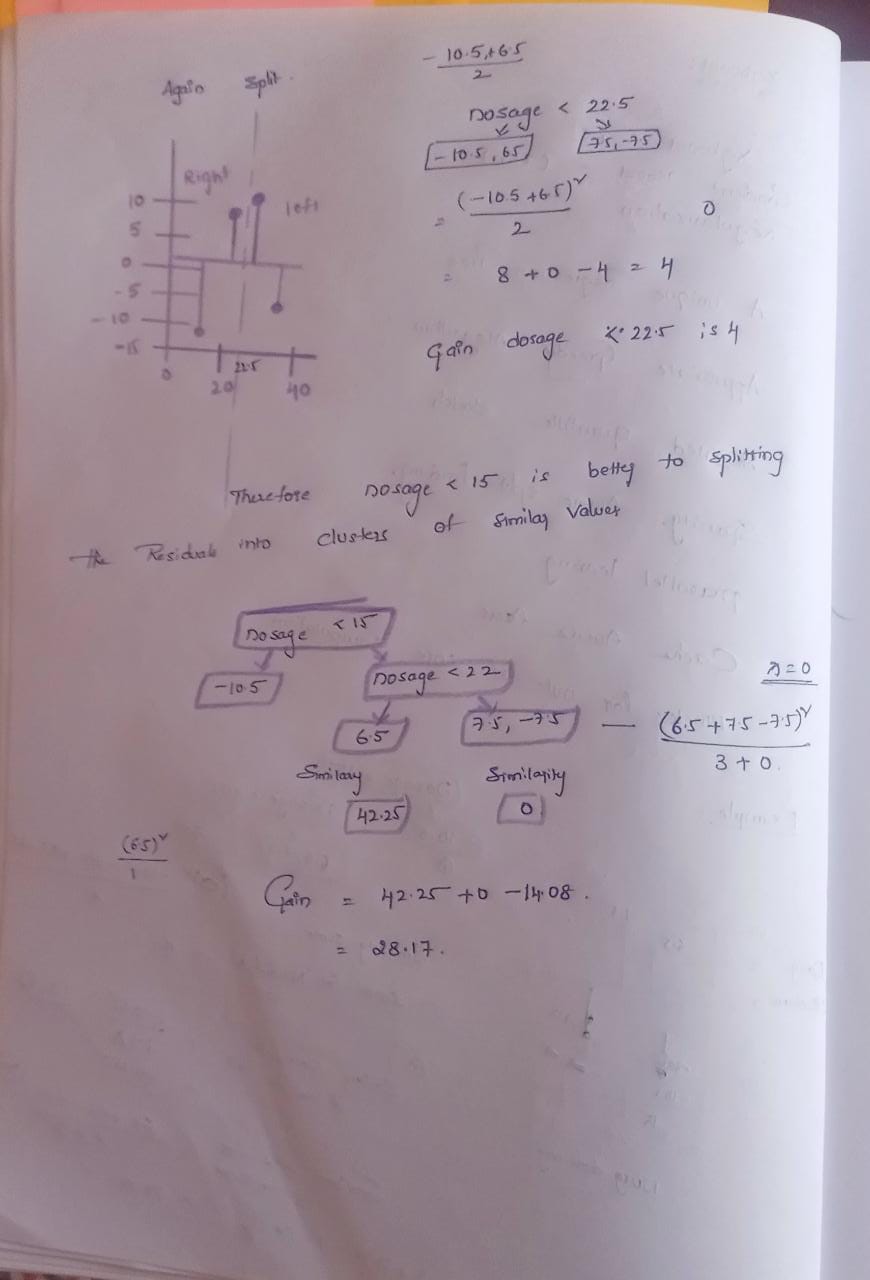 - 10.5,+6.5
2
Again Split.
Dosage < 22.5
-10.5, 6.5
7.5, -7.5
Right
left
10
5
0
-5
-10
-15
0
20
22.5
40
= (-10.5 +6.5)²
2
0
= 8 + 0 - 4 = 4
Gain dosage < 22.5 is 4
Therefore Dosage < 15 is better to splitting
the Residuals into clusters of Similar Values
Dosage < 15
-10.5
Dosage < 22
λ = 0
6.5
7.5, -7.5
— (6.5 + 7.5 - 7.5)²
3 + 0.
Similary
Similarity
42.25
0
(6.5)²
1
Gain = 42.25 + 0 - 14.08.
= 28.17.